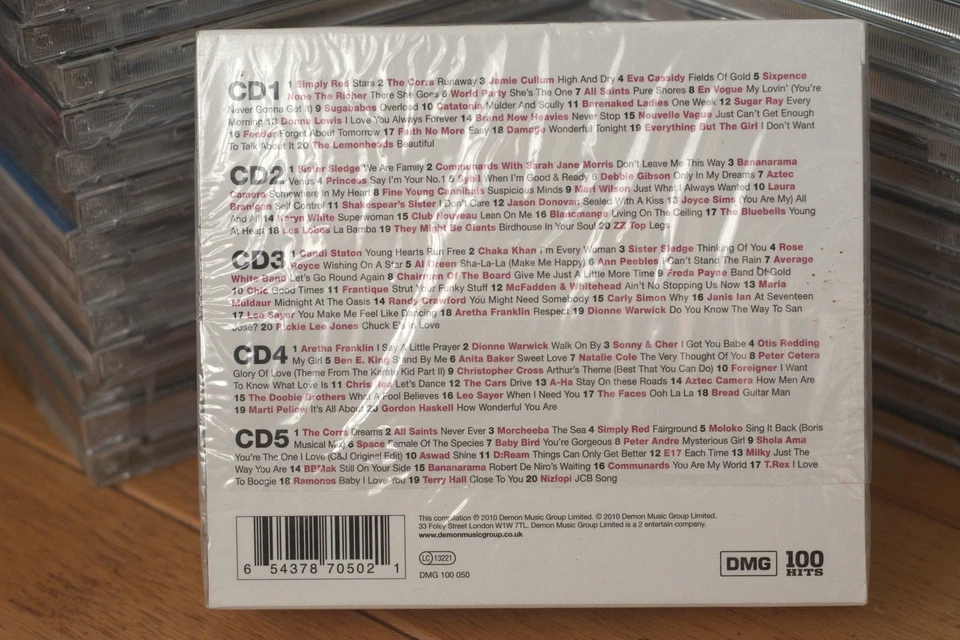 CD1 1 Simply Red Stars 2 The Corrs Runaway 3 Jamie Cullum High And Dry 4 Eva Cassidy Fields Of Gold 5 Sixpence
None The Richer There She Goes 6 World Party She's The One 7 All Saints Pure Shores 8 En Vogue My Lovin' (You're
Never Gonna Get It) 9 Sugababes Overload 10 Catatonia Mulder And Scully 11 Barenaked Ladies One Week 12 Sugar Ray Every
Morning 13 Donna Lewis I Love You Always Forever 14 Brand New Heavies Never Stop 15 Nouvelle Vague Just Can't Get Enough
16 Feeder Forget About Tomorrow 17 Faith No More Easy 18 Damage Wonderful Tonight 19 Everything But The Girl I Don't Want
To Talk About It 20 The Lemonheads Beautiful
CD2 1 Sister Sledge We Are Family 2 Communards With Sarah Jane Morris Don't Leave Me This Way 3 Bananarama
Venus 4 Princess Say I'm Your No.1 5 Sybil When I'm Good & Ready 6 Debbie Gibson Only In My Dreams 7 Aztec
Camera Somewhere In My Heart 8 Fine Young Cannibals Suspicious Minds 9 Mari Wilson Just What I Always Wanted 10 Laura
Branigan Self Control 11 Shakespear's Sister I Don't Care 12 Jason Donovan Sealed With A Kiss 13 Joyce Sims (You Are My) All
And All 14 Karyn White Superwoman 15 Club Nouveau Lean On Me 16 Blancmange Living On The Ceiling 17 The Bluebells Young
At Heart 18 Los Lobos La Bamba 19 They Might Be Giants Birdhouse In Your Soul 20 ZZ Top Legs
CD3 1 Candi Staton Young Hearts Run Free 2 Chaka Khan I'm Every Woman 3 Sister Sledge Thinking Of You 4 Rose
Royce Wishing On A Star 5 Al Green Sha-La-La (Make Me Happy) 6 Ann Peebles I Can't Stand The Rain 7 Average
White Band Let's Go Round Again 8 Chairmen Of The Board Give Me Just A Little More Time 9 Freda Payne Band Of Gold
10 Chic Good Times 11 Frantique Strut Your Funky Stuff 12 McFadden & Whitehead Ain't No Stopping Us Now 13 Maria
Muldaur Midnight At The Oasis 14 Randy Crawford You Might Need Somebody 15 Carly Simon Why 16 Janis Ian At Seventeen
17 Leo Sayer You Make Me Feel Like Dancing 18 Aretha Franklin Respect 19 Dionne Warwick Do You Know The Way To San
José? 20 Rickie Lee Jones Chuck E's In Love
CD4 1 Aretha Franklin I Say A Little Prayer 2 Dionne Warwick Walk On By 3 Sonny & Cher I Got You Babe 4 Otis Redding
My Girl 5 Ben E. King Stand By Me 6 Anita Baker Sweet Love 7 Natalie Cole The Very Thought Of You 8 Peter Cetera
Glory Of Love (Theme From The Karate Kid Part II) 9 Christopher Cross Arthur's Theme (Best That You Can Do) 10 Foreigner I Want
To Know What Love Is 11 Chris Rea Let's Dance 12 The Cars Drive 13 A-Ha Stay On these Roads 14 Aztec Camera How Men Are
15 The Doobie Brothers What A Fool Believes 16 Leo Sayer When I Need You 17 The Faces Ooh La La 18 Bread Guitar Man
19 Marti Pellow It's All About 20 Gordon Haskell How Wonderful You Are
CD5 1 The Corrs Dreams 2 All Saints Never Ever 3 Morcheeba The Sea 4 Simply Red Fairground 5 Moloko Sing It Back (Boris
Musical Mix) 6 Space Female Of The Species 7 Baby Bird You're Gorgeous 8 Peter Andre Mysterious Girl 9 Shola Ama
You're The One I Love (C&J Original Edit) 10 Aswad Shine 11 D:Ream Things Can Only Get Better 12 E17 Each Time 13 Milky Just The
Way You Are 14 BBMak Still On Your Side 15 Bananarama Robert De Niro's Waiting 16 Communards You Are My World 17 T.Rex I Love
To Boogie 18 Ramones Baby I Love You 19 Terry Hall Close To You 20 Nizlopi JCB Song
This compilation ℗ 2010 Demon Music Group Limited. © 2010 Demon Music Group Limited.
33 Foley Street London W1W 7TL. Demon Music Group Limited is a 2 entertain company.
www.demonmusicgroup.co.uk
LC 13221
DMG 100 050
6 54378 70502 1
DMG 100 HITS